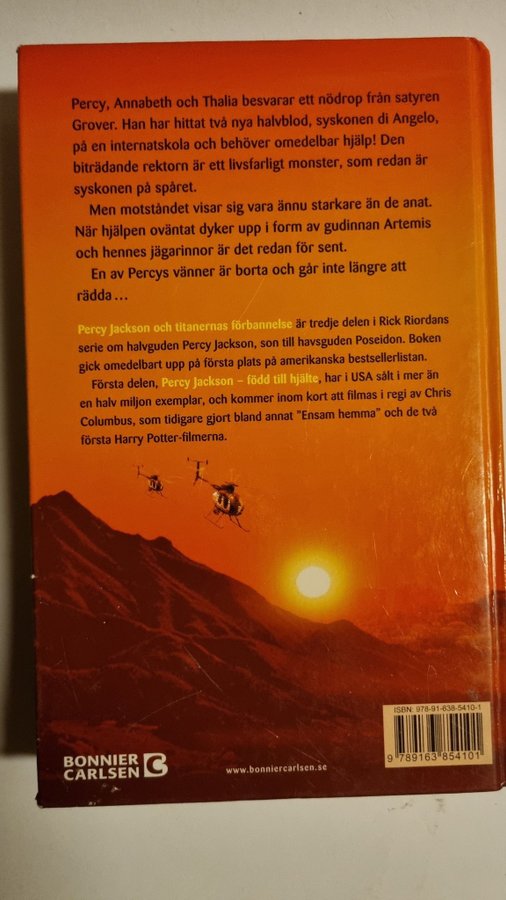 Percy, Annabeth och Thalia besvarar ett nödrop från satyren
Grover. Han har hittat två nya halvblod, syskonen di Angelo,
på en internatskola och behöver omedelbar hjälp! Den
biträdande rektorn är ett livsfarligt monster, som redan är
syskonen på spåret.
Men motståndet visar sig vara ännu starkare än de anat.
När hjälpen oväntat dyker upp i form av gudinnan Artemis
och hennes jägarinnor är det redan för sent.
En av Percys vänner är borta och går inte längre att
rädda...
Percy Jackson och titanernas förbannelse är tredje delen i Rick Riordans
serie om halvguden Percy Jackson, son till havsguden Poseidon. Boken
gick omedelbart upp på första plats på amerikanska bestsellerlistan.
Första delen, Percy Jackson – född till hjälte, har i USA sålt i mer än
en halv miljon exemplar, och kommer inom kort att filmas i regi av Chris
Columbus, som tidigare gjort bland annat "Ensam hemma" och de två
första Harry Potter-filmerna.
ISBN: 978-91-638-5410-1
9 789163 854101
BONNIER
CARLSEN
www.bonniercarlsen.se